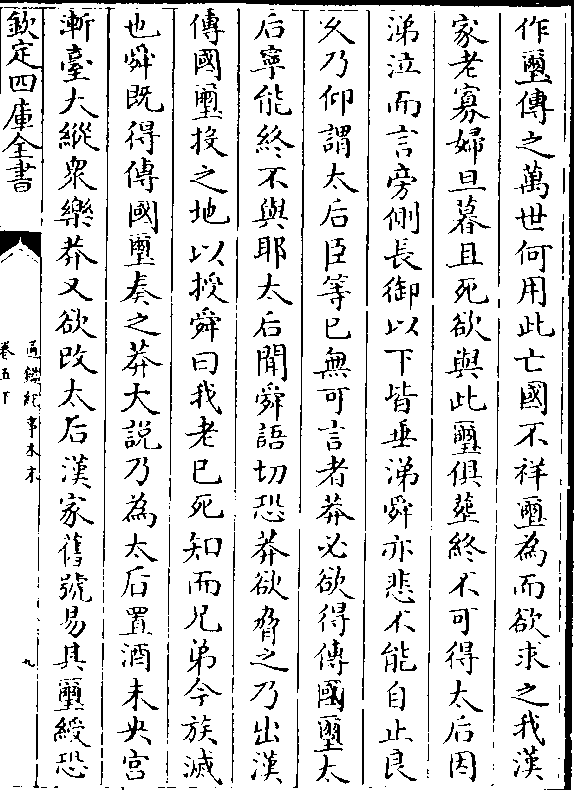 作璽傳之萬世何用此亡國不祥璽為而欲求之我漢
家老寡婦旦暮且死欲與此璽俱塟終不可得太后因
涕泣而言旁側長御以下皆垂涕舜亦悲不能自止良
久乃仰謂太后臣等已無可言者莽必欲得傳國璽太
后寧能終不與耶太后聞舜語切恐莽欲脅之乃出漢
傳國璽投之地以授舜曰我老已死知而兄弟今族滅
也舜既得傳國璽奏之莽大說乃為太后置酒未央宮
漸臺大縱衆樂莽又欲改太后漢家舊號易其璽綬恐
欽定四庫全書
通鑑紀事本末
卷五下
九